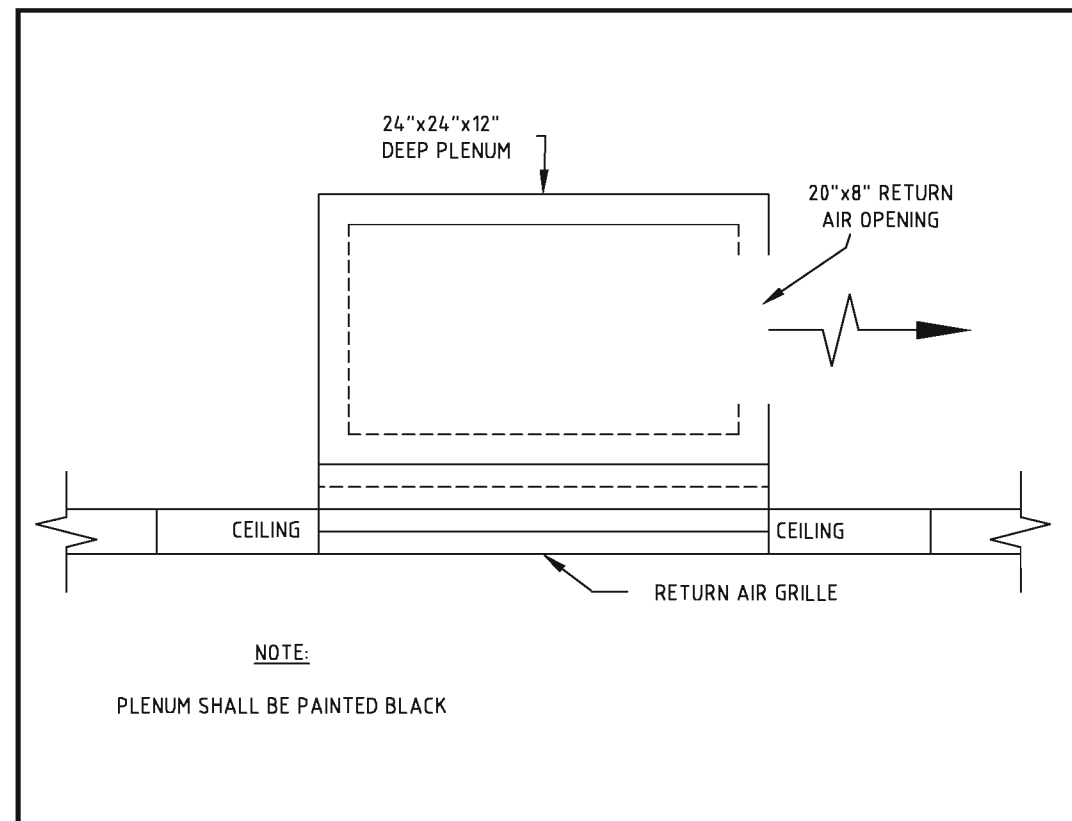 24"x24"x12"
DEEP PLENUM
20"x8" RETURN
AIR OPENING
CEILING
CEILING
RETURN AIR GRILLE
NOTE:
PLENUM SHALL BE PAINTED BLACK